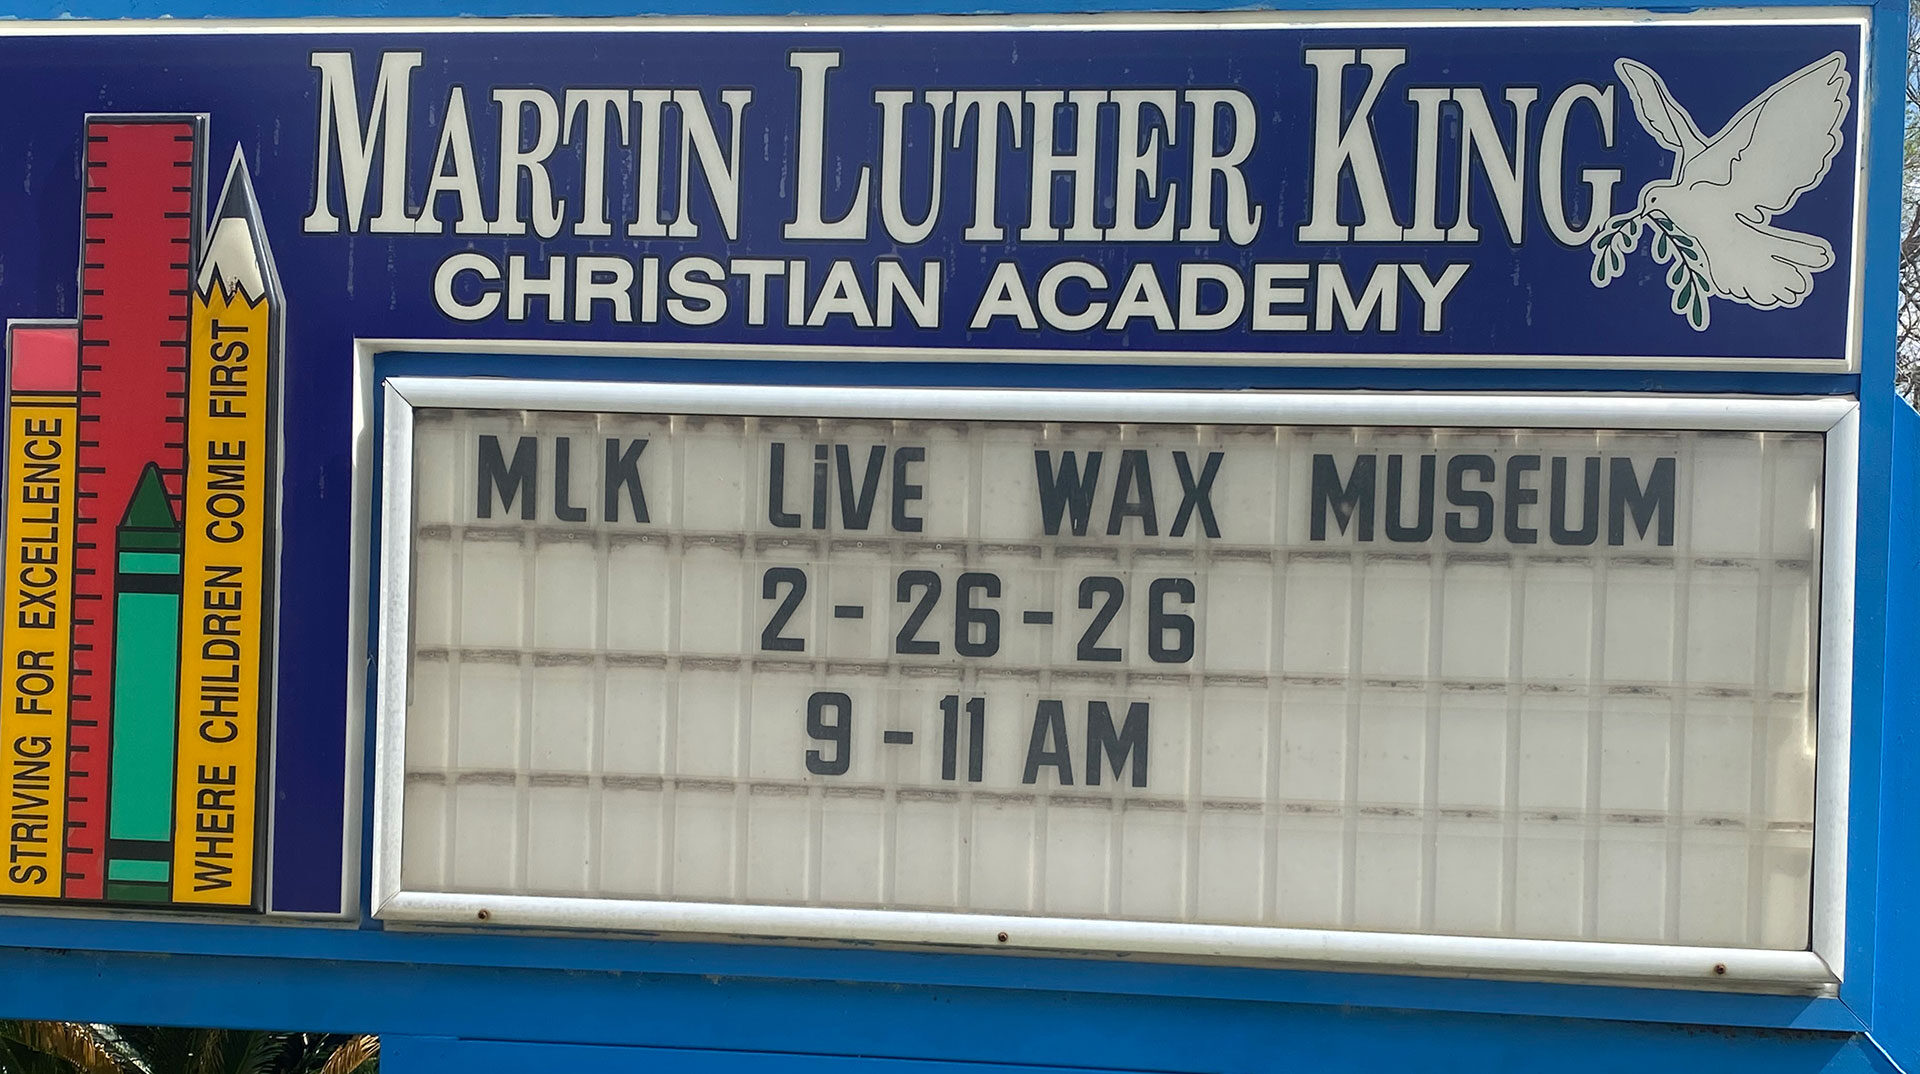 MARTIN LUTHER KING
CHRISTIAN ACADEMY
STRIVING FOR EXCELLENCE
WHERE CHILDREN COME FIRST
MLK LiVE WAX MUSEUM
2-26-26
9-11 AM